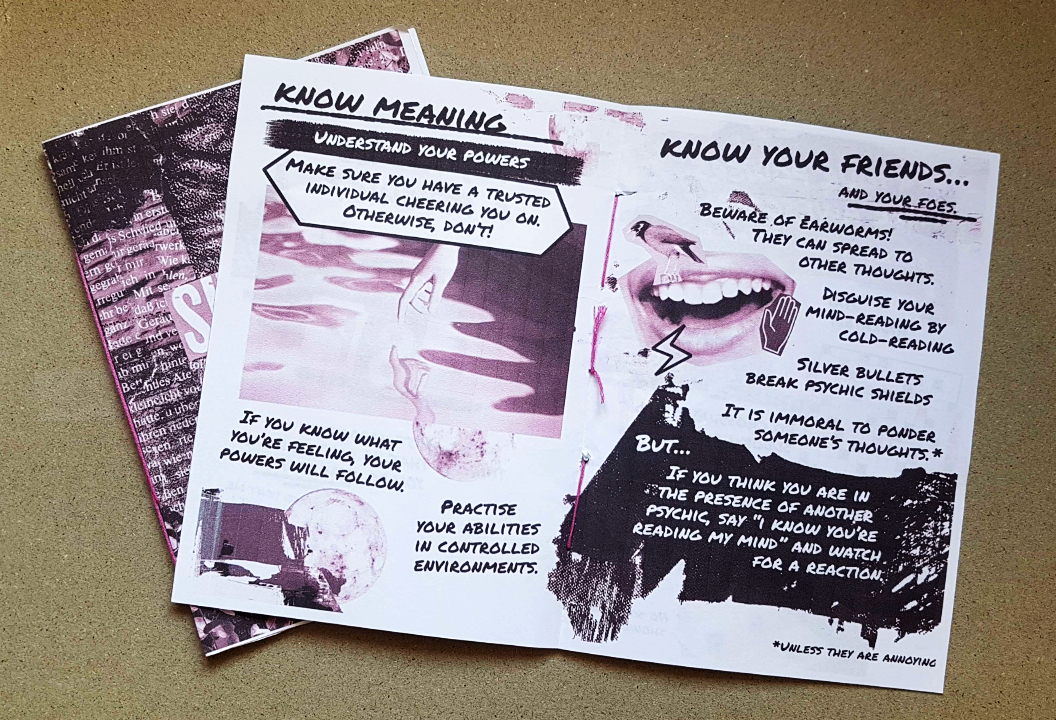 KNOW MEANING
UNDERSTAND YOUR POWERS
MAKE SURE YOU HAVE A TRUSTED
INDIVIDUAL CHEERING YOU ON.
OTHERWISE, DON'T!
IF YOU KNOW WHAT
YOU'RE FEELING, YOUR
POWERS WILL FOLLOW.
PRACTISE
YOUR ABILITIES
IN CONTROLLED
ENVIRONMENTS.
KNOW YOUR FRIENDS...
AND YOUR FOES...
BEWARE OF EARWORMS!
THEY CAN SPREAD TO
OTHER THOUGHTS.
DISGUISE YOUR
MIND-READING BY
COLD-READING
SILVER BULLETS
BREAK PSYCHIC SHIELDS
IT IS IMMORAL TO PONDER
SOMEONE'S THOUGHTS.*
BUT...
IF YOU THINK YOU ARE IN
THE PRESENCE OF ANOTHER
PSYCHIC, SAY "I KNOW YOU'RE
READING MY MIND" AND WATCH
FOR A REACTION.
*UNLESS THEY ARE ANNOYING